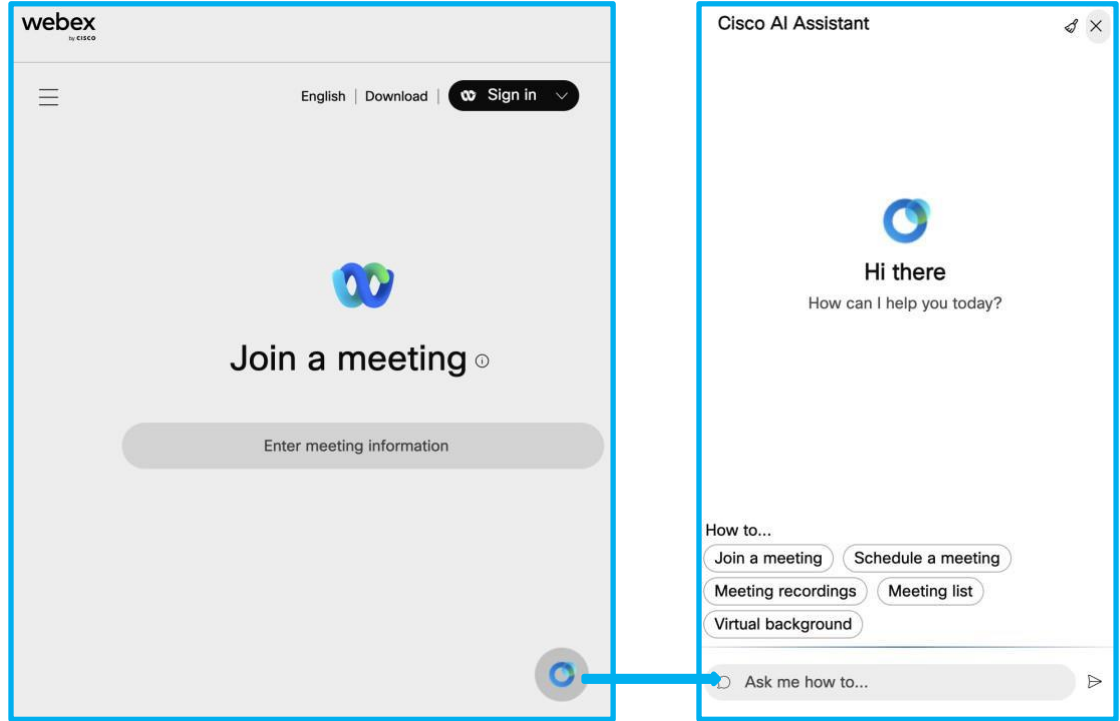 webex
by CISCO
English | Download | Sign in
Join a meeting
Enter meeting information
Cisco AI Assistant
Hi there
How can I help you today?
How to...
Join a meeting Schedule a meeting
Meeting recordings Meeting list
Virtual background
Ask me how to...